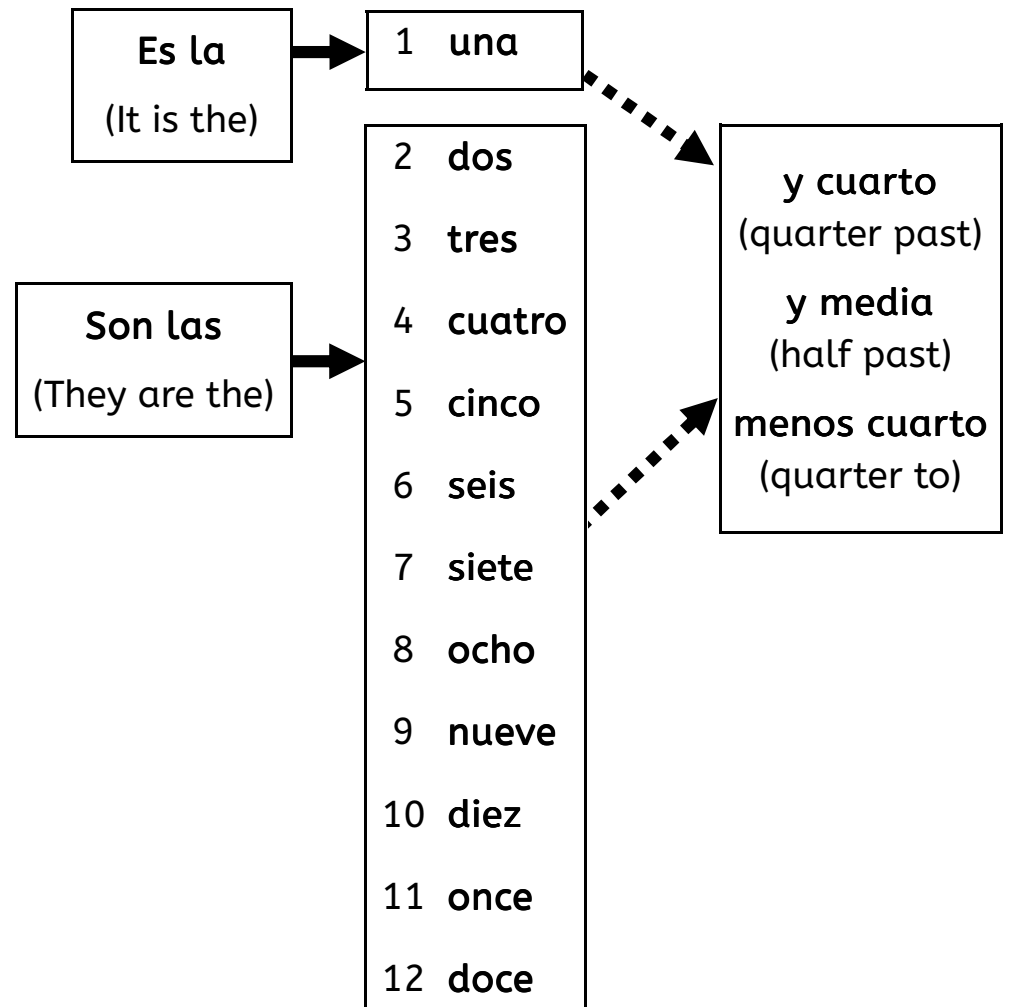 Es la
(It is the)
1 una
Son las
(They are the)
2 dos
3 tres
4 cuatro
5 cinco
6 seis
7 siete
8 ocho
9 nueve
10 diez
11 once
12 doce
y cuarto
(quarter past)
y media
(half past)
menos cuarto
(quarter to)